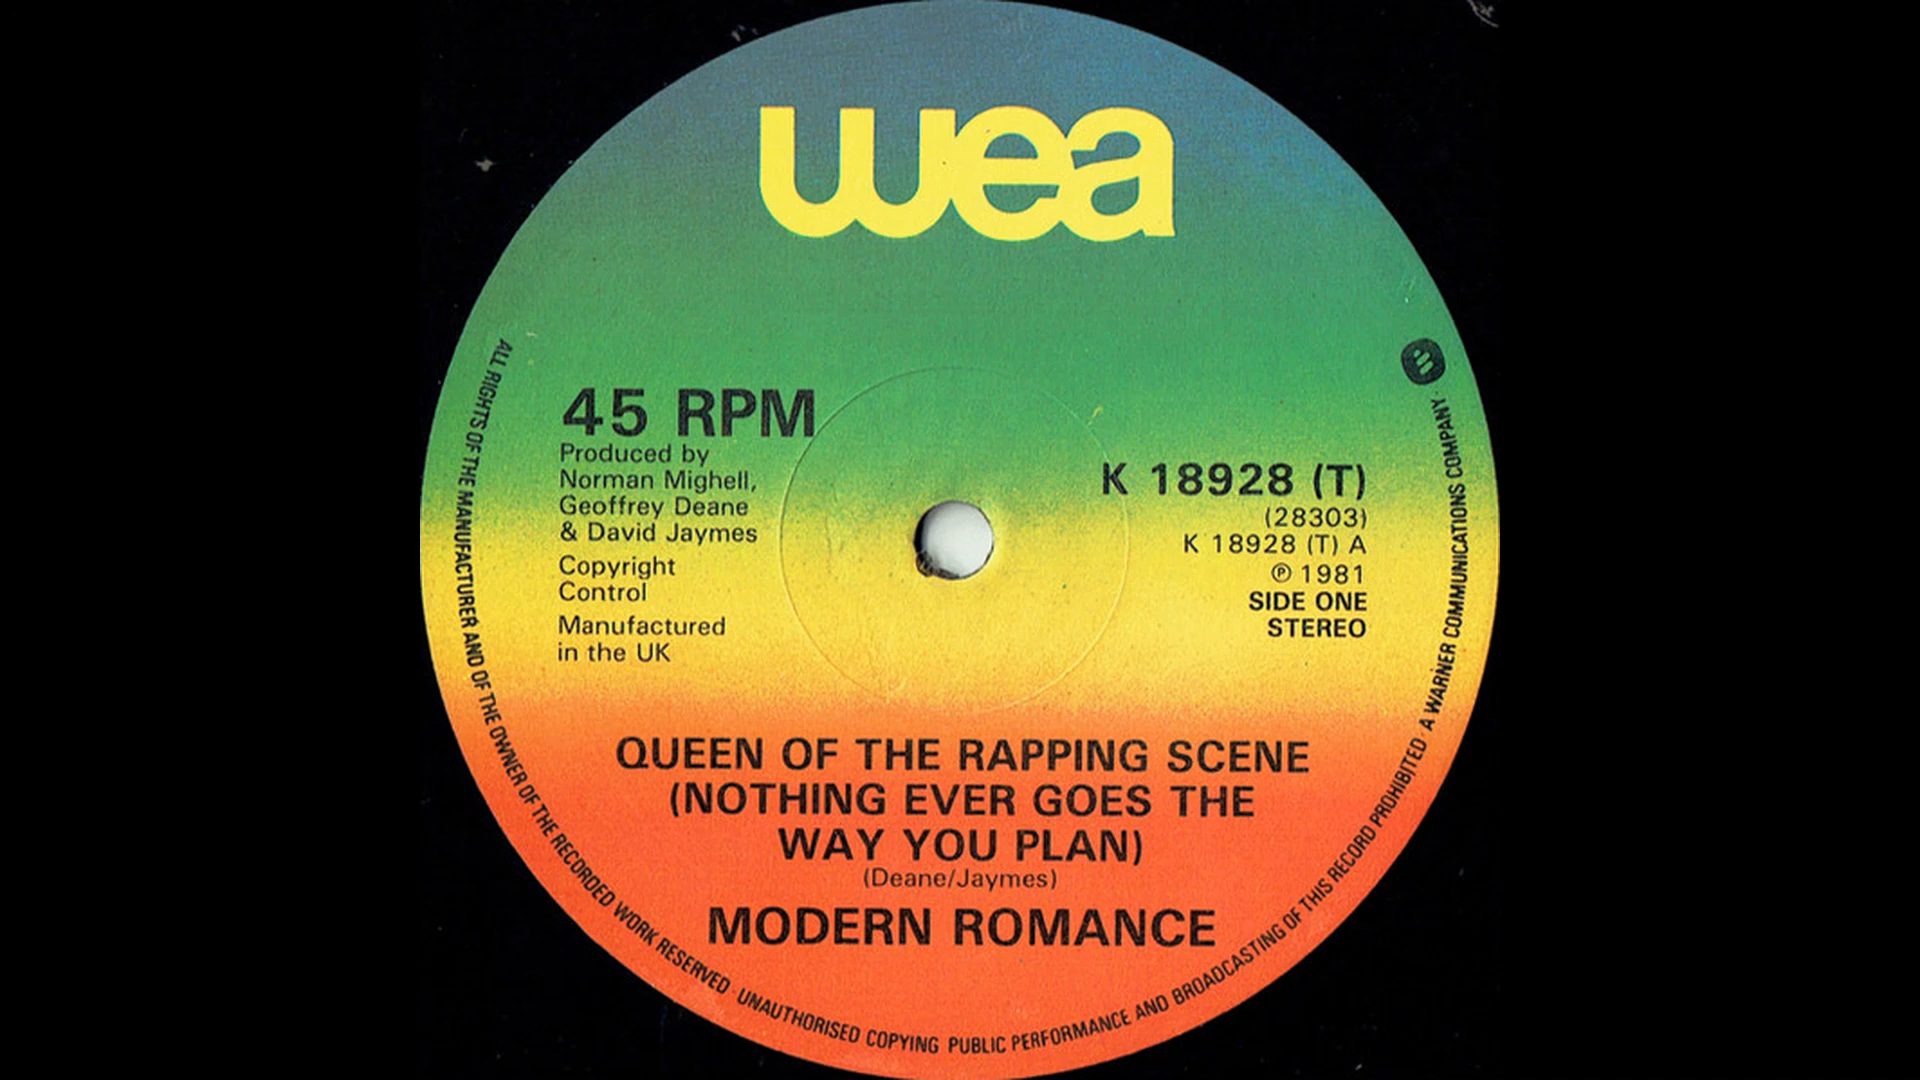 wea
45 RPM
Produced by
Norman Mighell,
Geoffrey Deane
& David Jaymes
Copyright
Control
Manufactured
in the UK
K 18928 (T)
(28303)
K 18928 (T) A
℗ 1981
SIDE ONE
STEREO
QUEEN OF THE RAPPING SCENE
(NOTHING EVER GOES THE
WAY YOU PLAN)
(Deane/Jaymes)
MODERN ROMANCE
ALL RIGHTS OF THE MANUFACTURER AND OF THE OWNER OF THE RECORDED WORK RESERVED · UNAUTHORISED COPYING PUBLIC PERFORMANCE AND BROADCASTING OF THIS RECORD PROHIBITED · A WARNER COMMUNICATIONS COMPANY ·